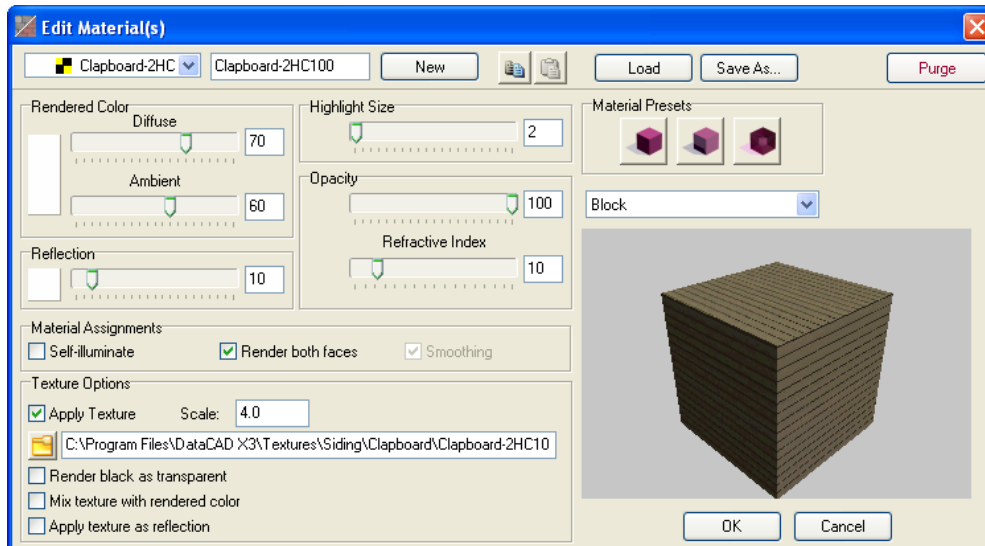 Edit Material(s)
Clapboard-2HC Clapboard-2HC100 New Load Save As... Purge
Rendered Color
Diffuse
70
Ambient
60
Reflection
10
Highlight Size
2
Opacity
100
Refractive Index
10
Material Presets
Block
Material Assignments
Self-illuminate Render both faces Smoothing
Texture Options
Apply Texture Scale: 4.0
C:\Program Files\DataCAD X3\Textures\Siding\Clapboard\Clapboard-2HC10
Render black as transparent
Mix texture with rendered color
Apply texture as reflection
OK Cancel